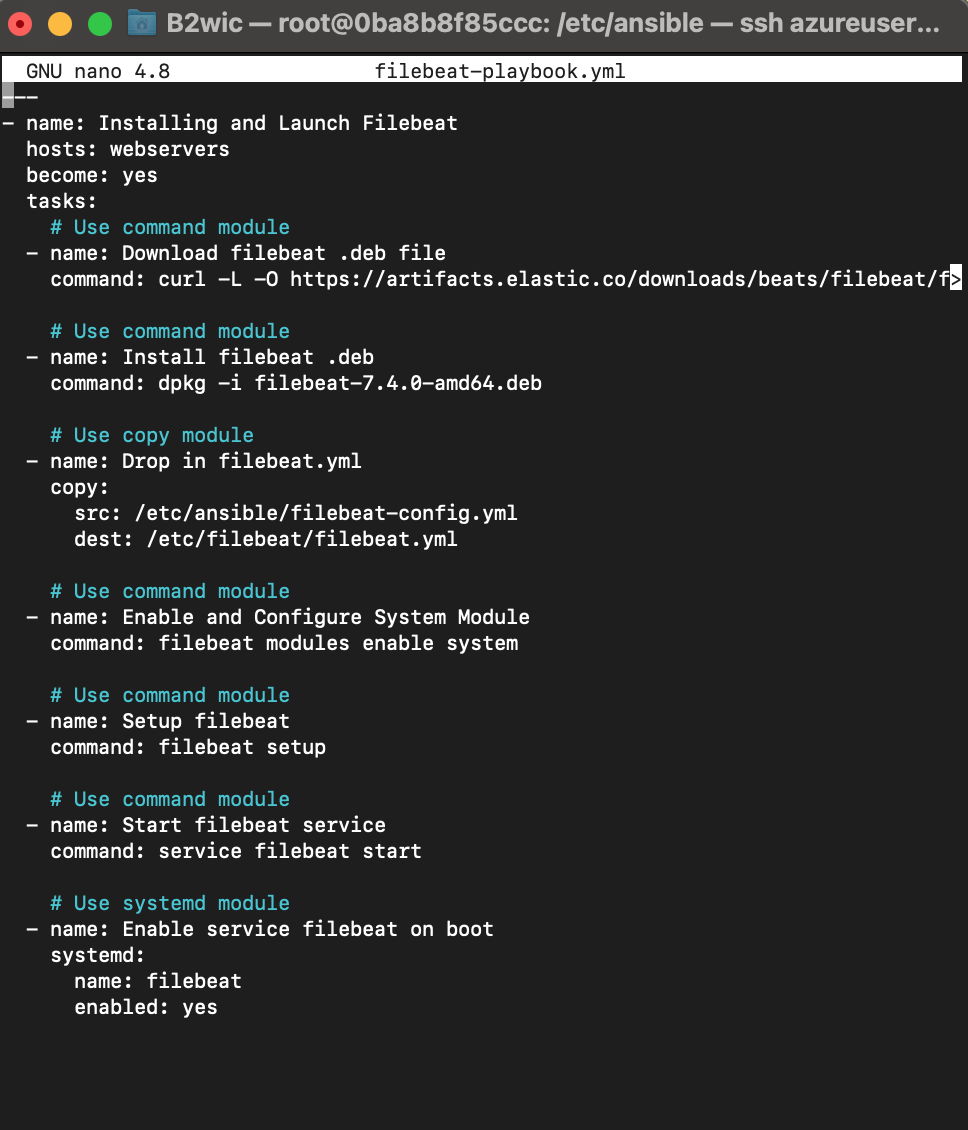 B2wic — root@0ba8b8f85ccc: /etc/ansible — ssh azureuser...
GNU nano 4.8 filebeat-playbook.yml
---
- name: Installing and Launch Filebeat
  hosts: webservers
  become: yes
  tasks:
    # Use command module
  - name: Download filebeat .deb file
    command: curl -L -O https://artifacts.elastic.co/downloads/beats/filebeat/f>
    # Use command module
  - name: Install filebeat .deb
    command: dpkg -i filebeat-7.4.0-amd64.deb
    # Use copy module
  - name: Drop in filebeat.yml
    copy:
      src: /etc/ansible/filebeat-config.yml
      dest: /etc/filebeat/filebeat.yml
    # Use command module
  - name: Enable and Configure System Module
    command: filebeat modules enable system
    # Use command module
  - name: Setup filebeat
    command: filebeat setup
    # Use command module
  - name: Start filebeat service
    command: service filebeat start
    # Use systemd module
  - name: Enable service filebeat on boot
    systemd:
      name: filebeat
      enabled: yes